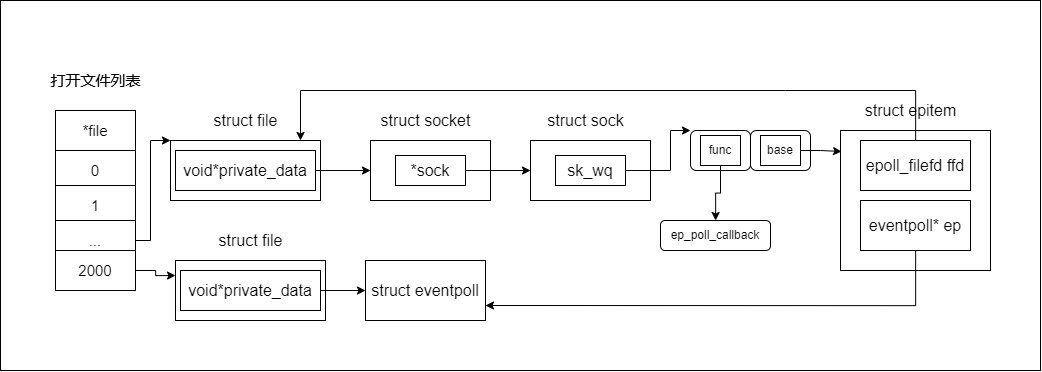 打开文件列表
*file
0
1
...
2000
struct file
void*private_data
struct socket
*sock
struct sock
sk_wq
func
base
ep_poll_callback
struct epitem
epoll_filefd ffd
eventpoll* ep
struct file
void*private_data
struct eventpoll